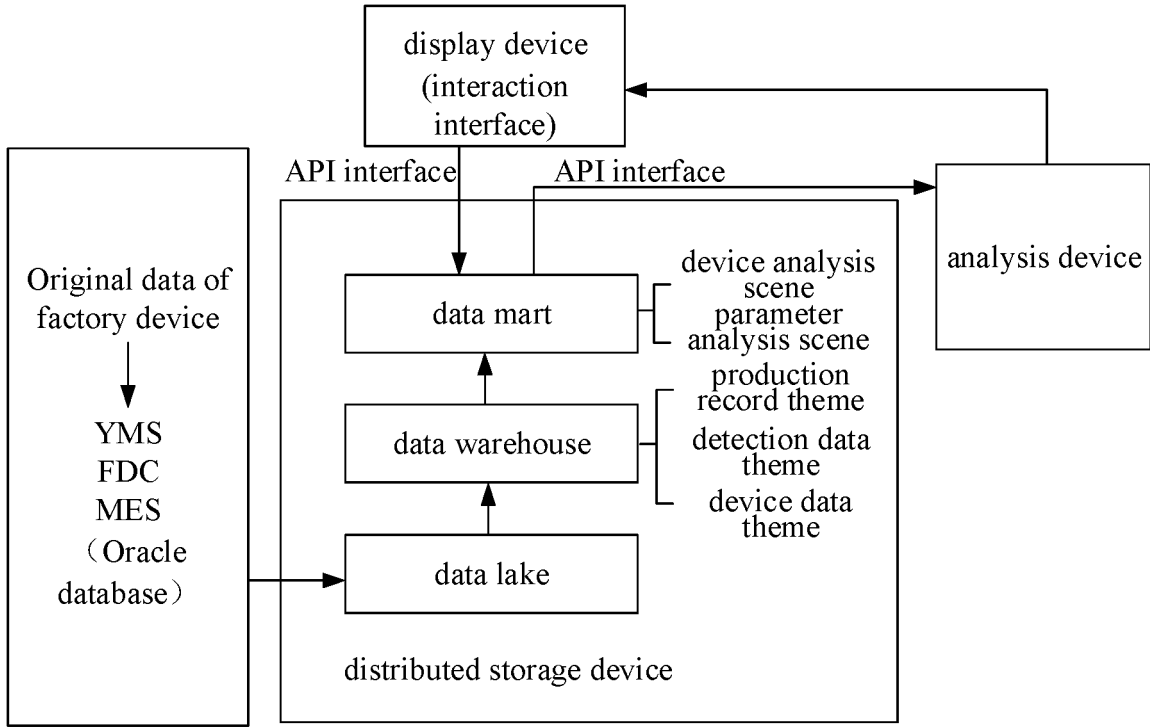 display device
(interaction
interface)
API interface
API interface
Original data of
factory device
YMS
FDC
MES
（Oracle
database）
analysis device
data mart
device analysis
scene
parameter
analysis scene
data warehouse
production
record theme
detection data
theme
device data
theme
data lake
distributed storage device